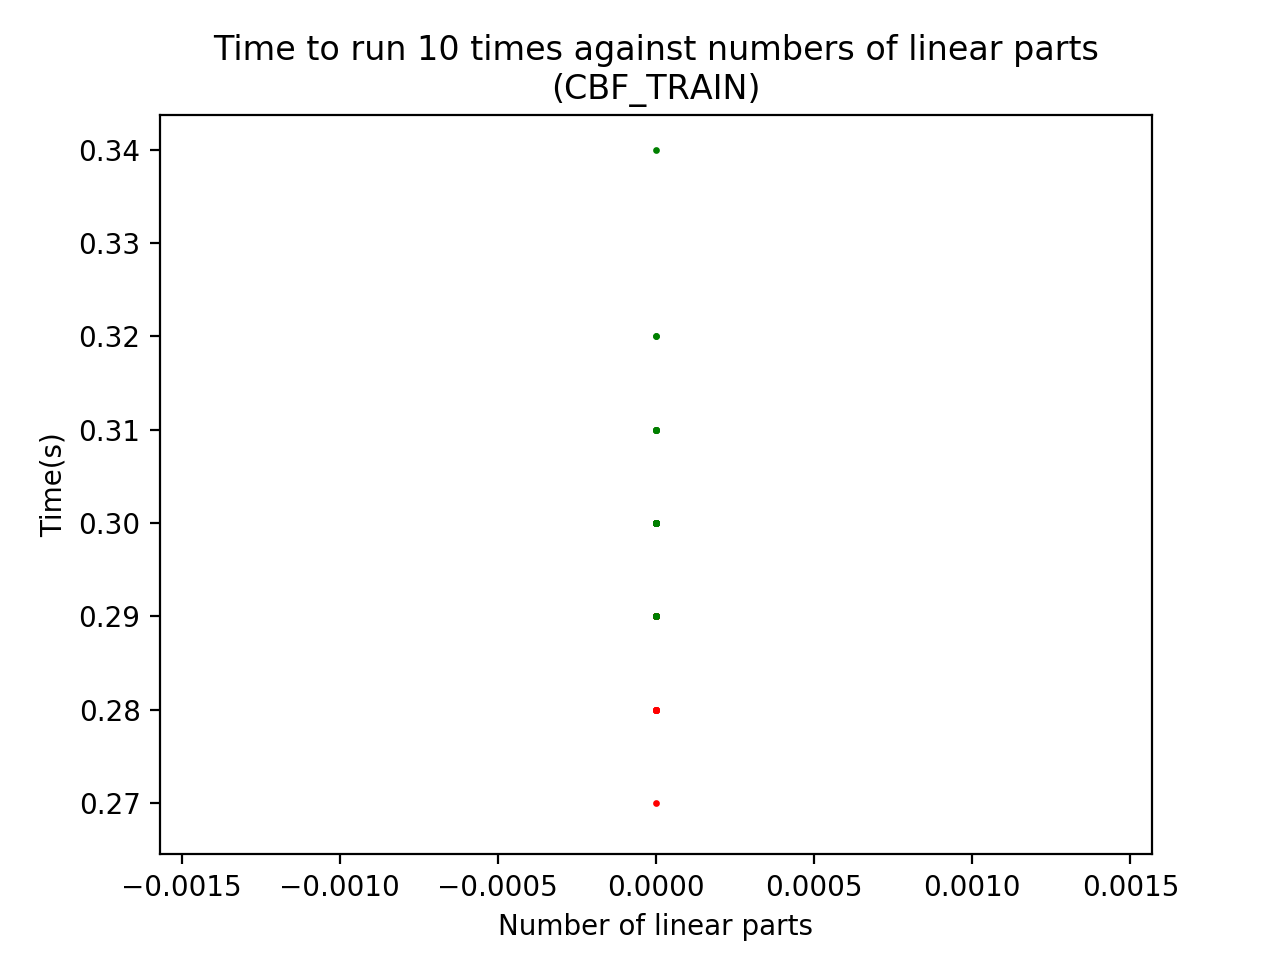 Time to run 10 times against numbers of linear parts
(CBF_TRAIN)
0.34
0.33
0.32
0.31
0.30
0.29
0.28
0.27
Time(s)
−0.0015 −0.0010 −0.0005 0.0000 0.0005 0.0010 0.0015
Number of linear parts